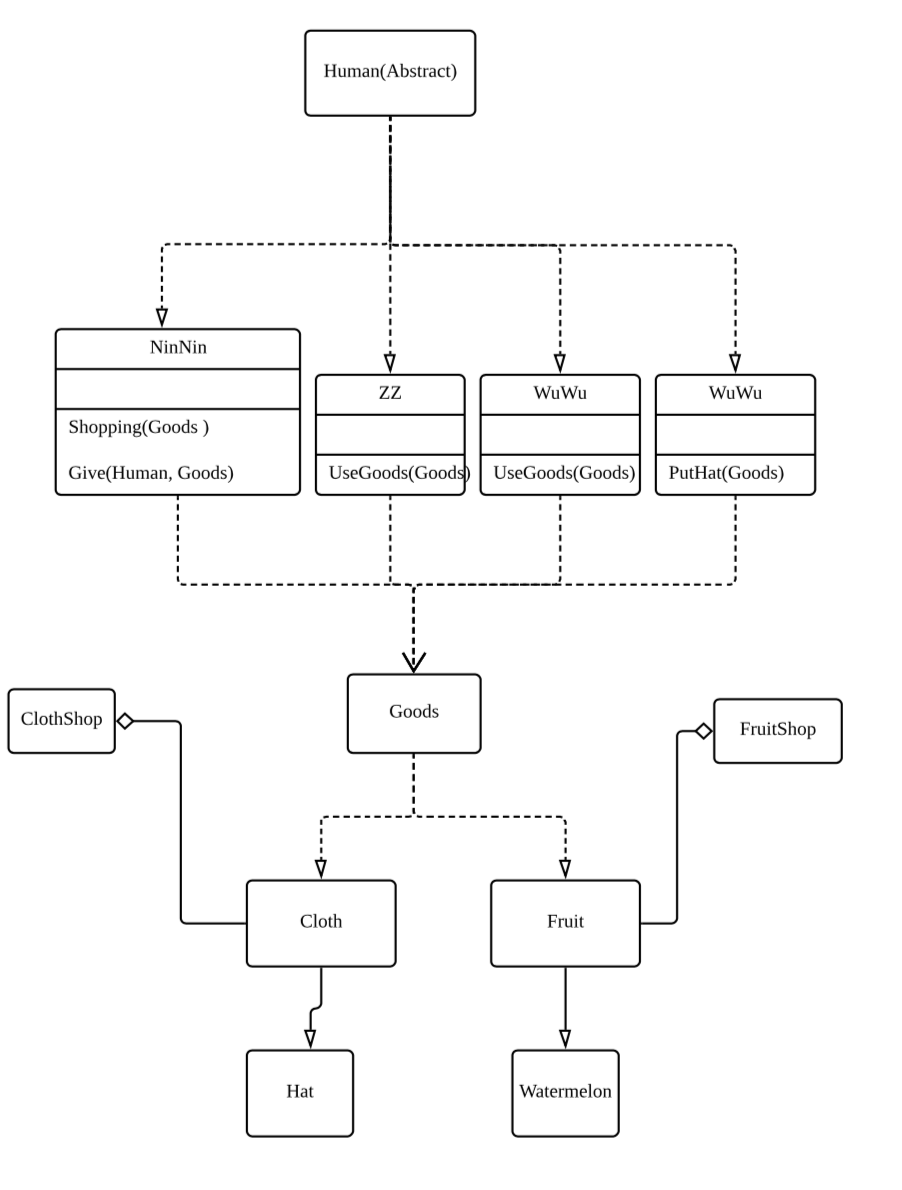 Human(Abstract)
NinNin
Shopping(Goods )
Give(Human, Goods)
ZZ
UseGoods(Goods)
WuWu
UseGoods(Goods)
WuWu
PutHat(Goods)
ClothShop
Goods
FruitShop
Cloth
Fruit
Hat
Watermelon